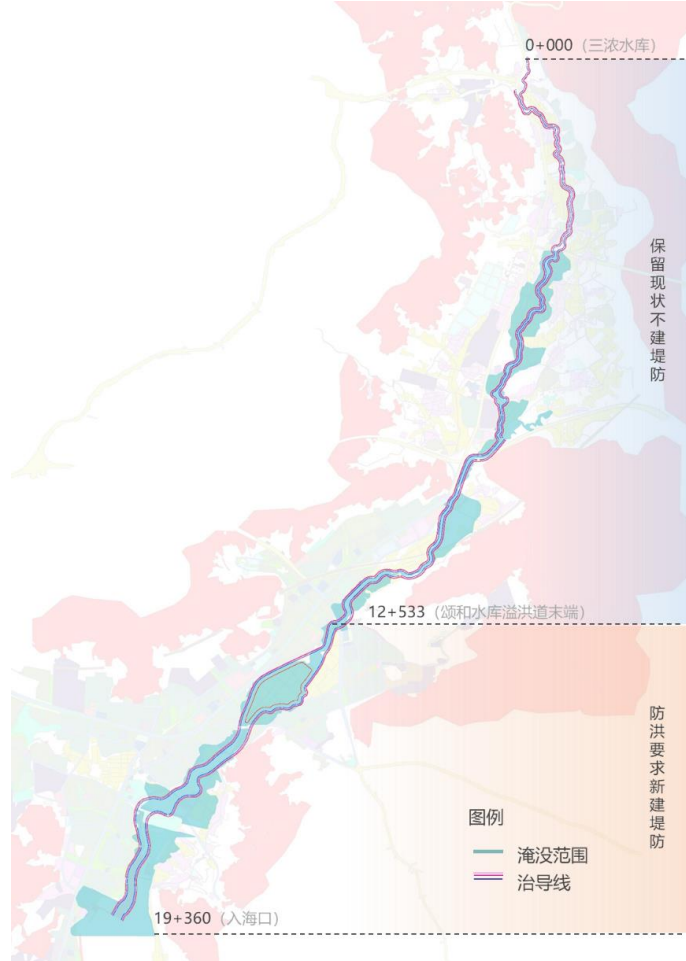 0+000（三浓水库）
保留现状不建堤防
12+533（颂和水库溢洪道末端）
防洪要求新建堤防
图例
淹没范围
治导线
19+360（入海口）